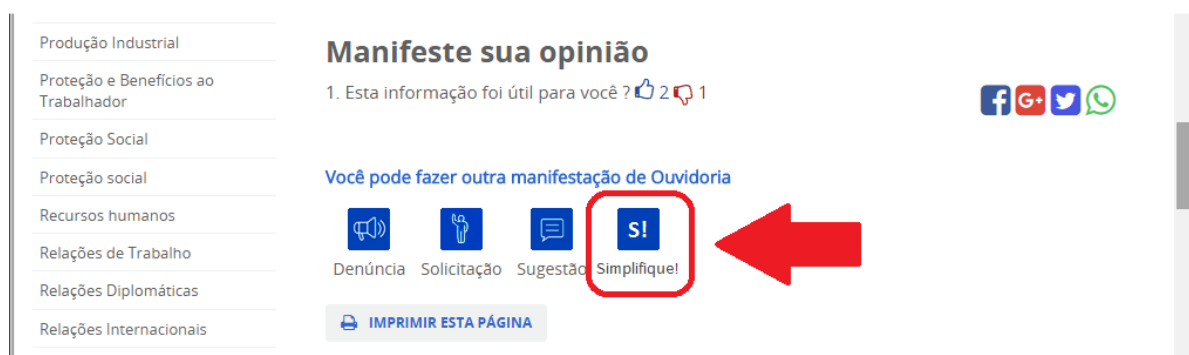 Produção Industrial
Proteção e Benefícios ao
Trabalhador
Proteção Social
Proteção social
Recursos humanos
Relações de Trabalho
Relações Diplomáticas
Relações Internacionais
Manifeste sua opinião
1. Esta informação foi útil para você ? 2 1
f G+
Você pode fazer outra manifestação de Ouvidoria
S!
Denúncia Solicitação Sugestão Simplifique!
IMPRIMIR ESTA PÁGINA